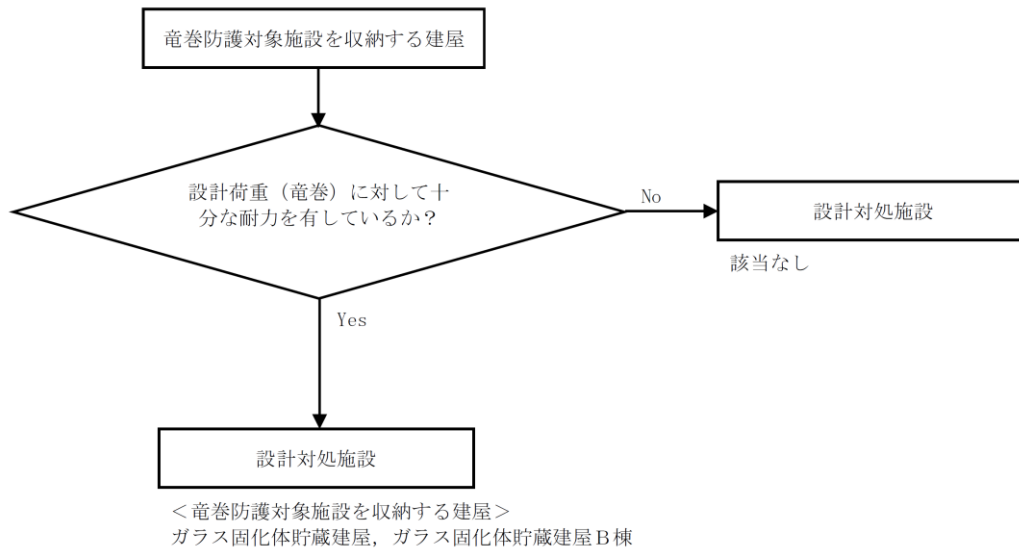 竜巻防護対象施設を収納する建屋
設計荷重（竜巻）に対して十
分な耐力を有しているか？
No
設計対処施設
該当なし
Yes
設計対処施設
＜竜巻防護対象施設を収納する建屋＞
ガラス固化体貯蔵建屋，ガラス固化体貯蔵建屋Ｂ棟